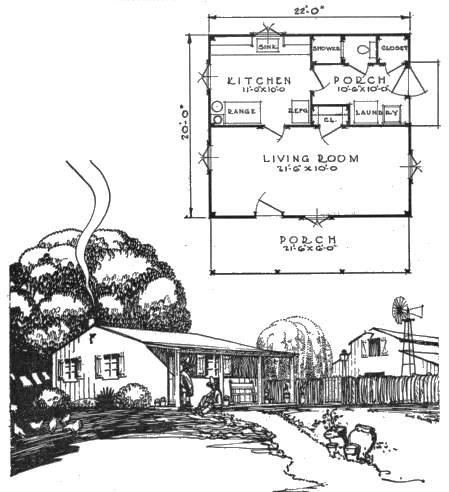 22'-0"
SINK
SHOWER
CLOSET
KITCHEN
11'-0"X10'-0"
PORCH
10'-6"X10'-0"
RANGE
REFG.
CL.
LAUNDRY
20'-0"
LIVING ROOM
21'-6"X10'-0
PORCH
21'-6"X6'-0"